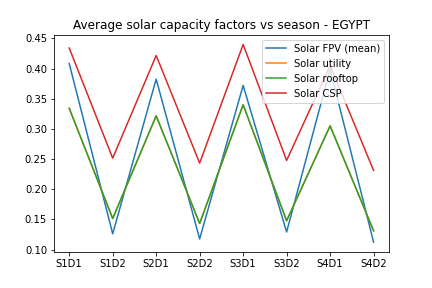 Average solar capacity factors vs season - EGYPT
0.45
0.40
0.35
0.30
0.25
0.20
0.15
0.10
Solar FPV (mean)
Solar utility
Solar rooftop
Solar CSP
S1D1 S1D2 S2D1 S2D2 S3D1 S3D2 S4D1 S4D2